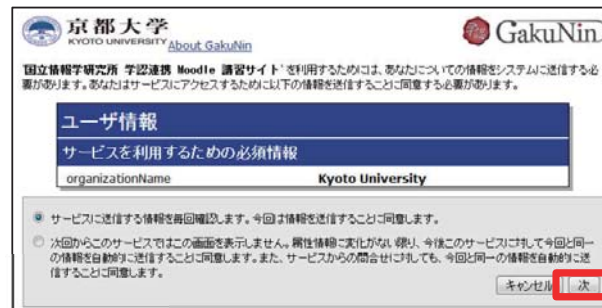 京都大学
KYOTO UNIVERSITY
About GakuNin
GakuNin
国立情報学研究所 学認連携 Moodle 講習サイト'を利用するためには、あなたについての情報をシステムに送信する必
要があります。あなたはサービスにアクセスするために以下の情報を送信することに同意する必要があります。
ユーザ情報
サービスを利用するための必須情報
organizationName Kyoto University
サービスに送信する情報を毎回確認します。今回は情報を送信することに同意します。
次回からこのサービスではこの画面を表示しません。属性情報に変化がない限り、今後このサービスに対して今回と同一
の情報を自動的に送信することに同意します。また、サービスからの問合せに対しても、今回と同一の情報を自動的に送
信することに同意します。
キャンセル 次